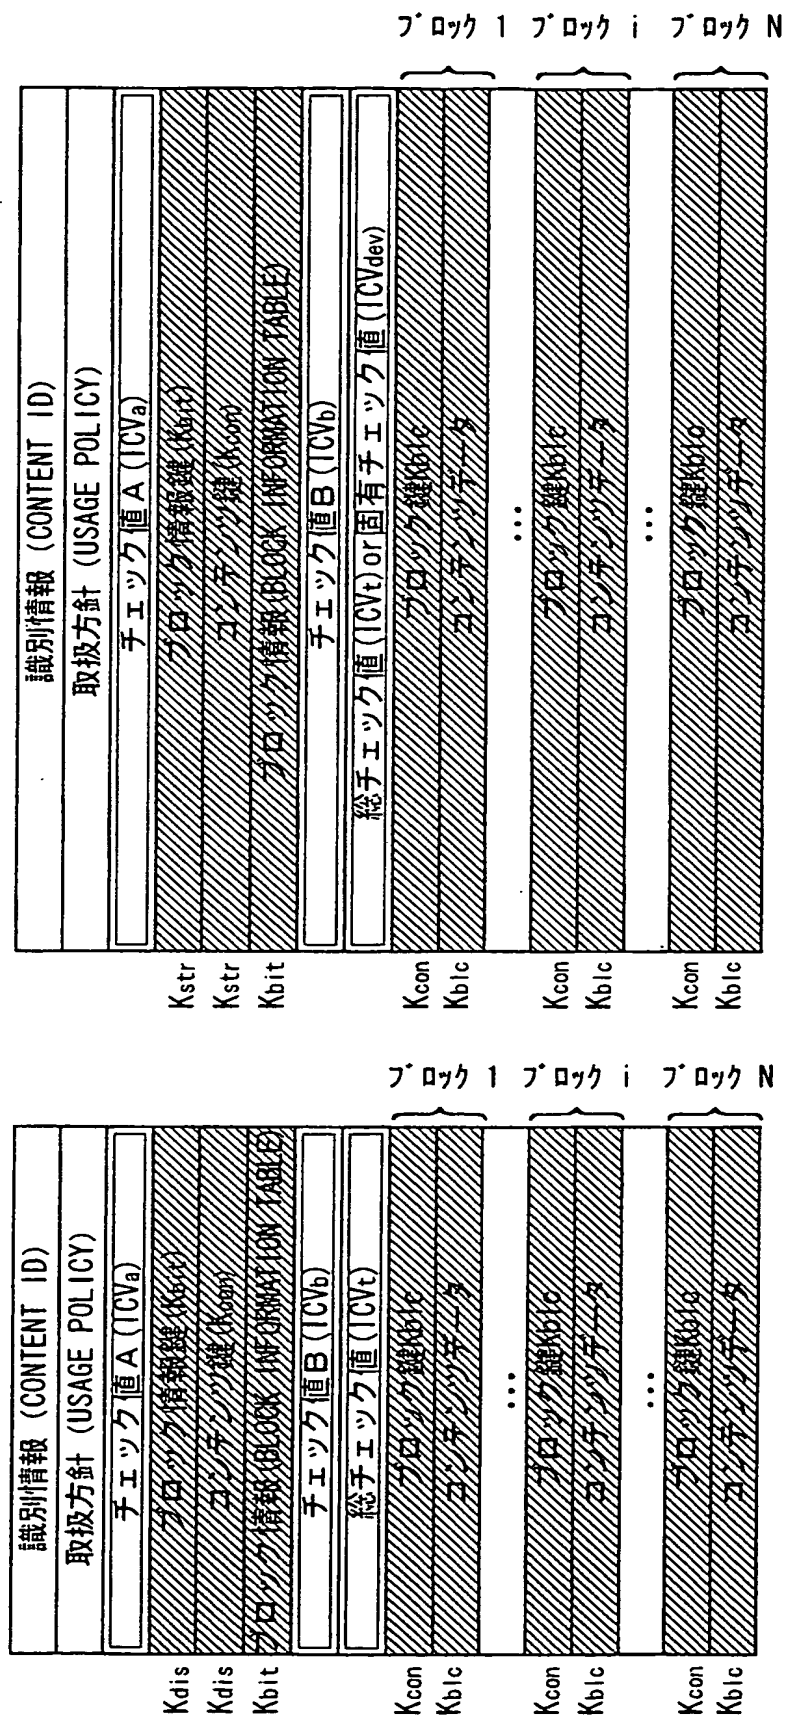 識別情報 (CONTENT ID)
取扱方針 (USAGE POLICY)
チェック値A (ICVa)
Kdis ブロック情報鍵(Kbit)
Kdis コンテンツ鍵(Kcon)
Kbit ブロック情報(BLOCK INFORMATION TABLE)
チェック値B (ICVb)
総チェック値(ICVt)
Kcon ブロック鍵Kblc
Kblc コンテンツデータ
ブロック 1
...
Kcon ブロック鍵Kblc
Kblc コンテンツデータ
ブロック i
...
Kcon ブロック鍵Kblc
Kblc コンテンツデータ
ブロック N
識別情報 (CONTENT ID)
取扱方針 (USAGE POLICY)
チェック値A (ICVa)
Kstr ブロック情報鍵(Kbit)
Kstr コンテンツ鍵(Kcon)
Kbit ブロック情報(BLOCK INFORMATION TABLE)
チェック値B (ICVb)
総チェック値(ICVt) or 固有チェック値(ICVdev)
Kcon ブロック鍵Kblc
Kblc コンテンツデータ
ブロック 1
...
Kcon ブロック鍵Kblc
Kblc コンテンツデータ
ブロック i
...
Kcon ブロック鍵Kblc
Kblc コンテンツデータ
ブロック N